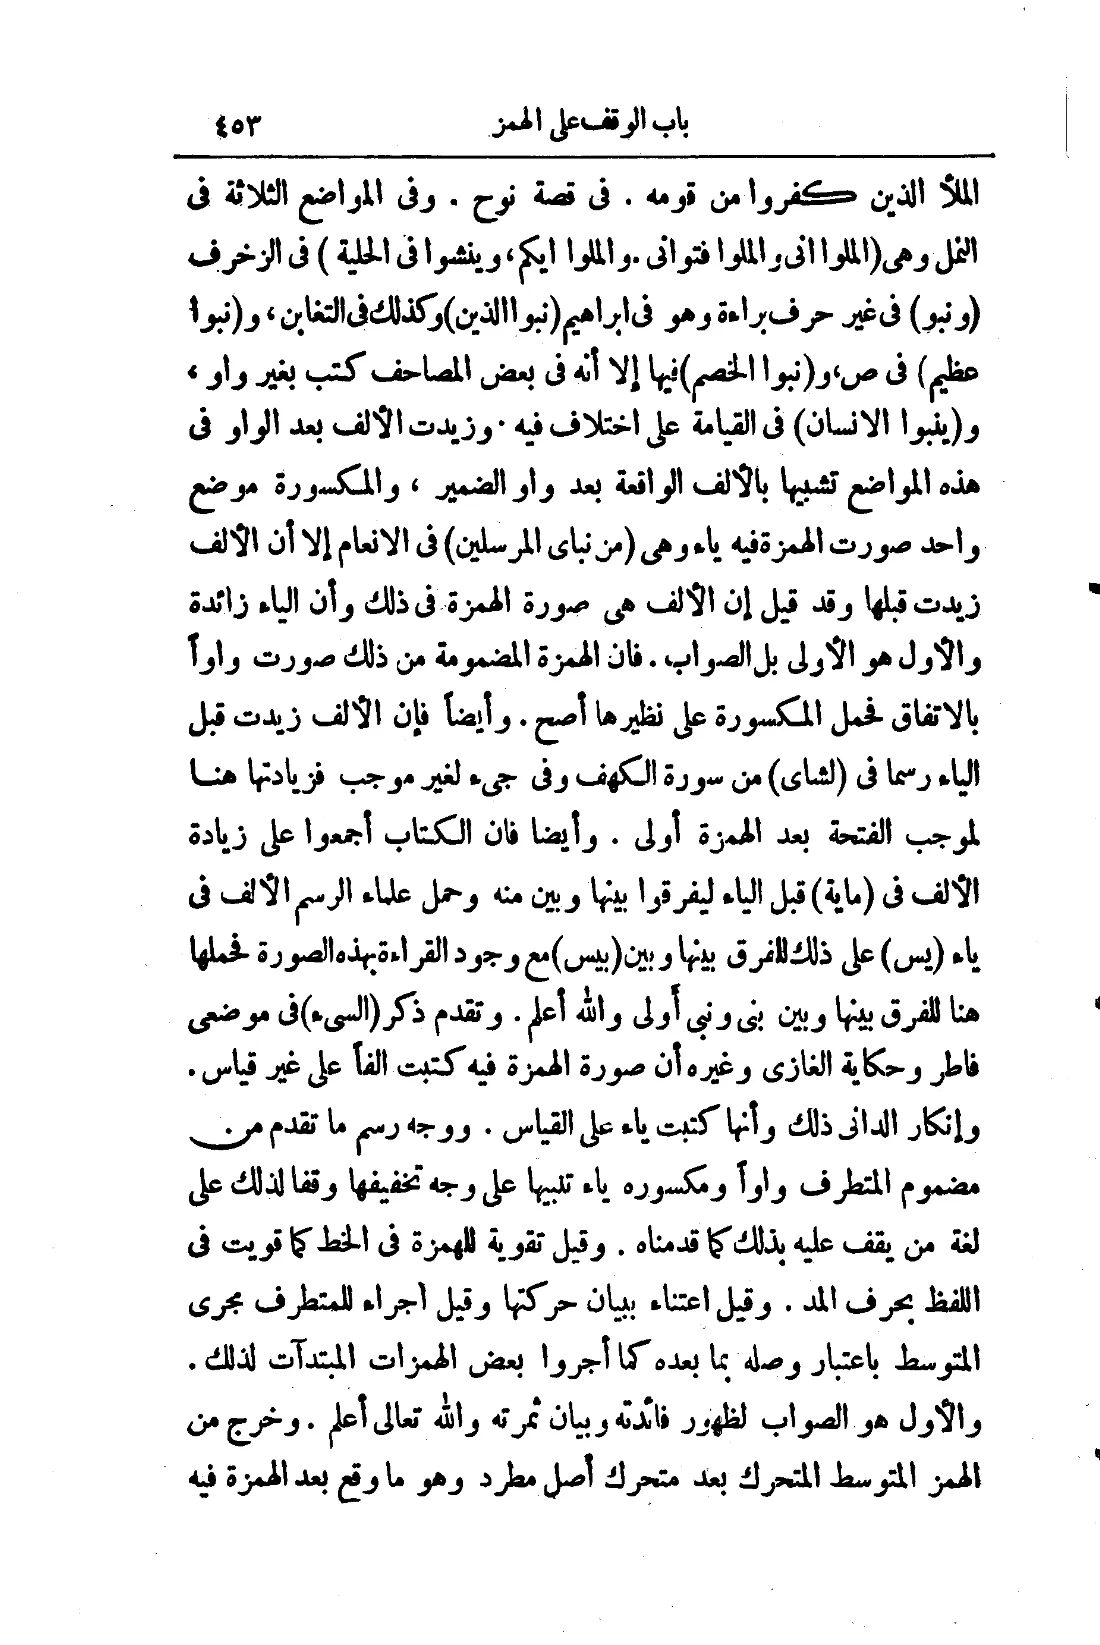 باب الوقف على الهمز ٤٥٣
الملأ الذين كفروا من قومه . فى قصة نوح . وفى المواضع الثلاثة فى
النمل وهى (الملوا انى والملوا فتوانى . والملوا ايكم، وينشوا فى الحلية ) فى الزخرف
(ونبو) فى غير حرف براءة وهو فى ابراهيم (نبوا الذين) وكذلك فى التغابن، و(نبوا
عظيم) فى ص، و(نبوا الخصم) فيها إلا أنه فى بعض المصاحف كتب بغير واو ،
و(ينبوا الانسان) فى القيامة على اختلاف فيه . وزيدت الألف بعد الواو فى
هذه المواضع تشبيها بالألف الواقعة بعد واو الضمير ، والمكسورة موضع
واحد صورت الهمزة فيه ياء وهى (من نباى المرسلين) فى الانعام إلا أن الألف
زيدت قبلها وقد قيل إن الألف هى صورة الهمزة فى ذلك وأن الياء زائدة
والأول هو الأولى بل الصواب . فان الهمزة المضمومة من ذلك صورت واواً
بالاتفاق فحمل المكسورة على نظيرها أصح . وأيضاً فإن الألف زيدت قبل
الياء رسما فى (لشاى) من سورة الكهف وفى جىء لغير موجب فزيادتها هنا
لموجب الفتحة بعد الهمزة أولى . وأيضا فان الكتاب أجمعوا على زيادة
الألف فى (ماية) قبل الياء ليفرقوا بينها وبين منه وحمل علماء الرسم الألف فى
ياء (يس) على ذلك للفرق بينها وبين (بيس) مع وجود القراءة بهذه الصورة فحملها
هنا للفرق بينها وبين بنى ونبي أولى والله أعلم . وتقدم ذكر (السىء) فى موضعى
فاطر وحكاية الغازى وغيره أن صورة الهمزة فيه كتبت الفاً على غير قياس .
وإنكار الدانى ذلك وأنها كتبت ياء على القياس . ووجه رسم ما تقدم من
مضموم المتطرف واواً ومكسوره ياء تنبيها على وجه تخفيفها وقفا لذلك على
لغة من يقف عليه بذلك كما قدمناه . وقيل تقوية للهمزة فى الخط كما قويت فى
اللفظ بحرف المد . وقيل اعتناء ببيان حركتها وقيل أجراء للمتطرف مجرى
المتوسط باعتبار وصله بما بعده كما أجروا بعض الهمزات المبتدآت لذلك .
والأول هو الصواب لظهور فائدته وبيان ثمرته والله تعالى أعلم . وخرج من
الهمز المتوسط المتحرك بعد متحرك أصل مطرد وهو ما وقع بعد الهمزة فيه